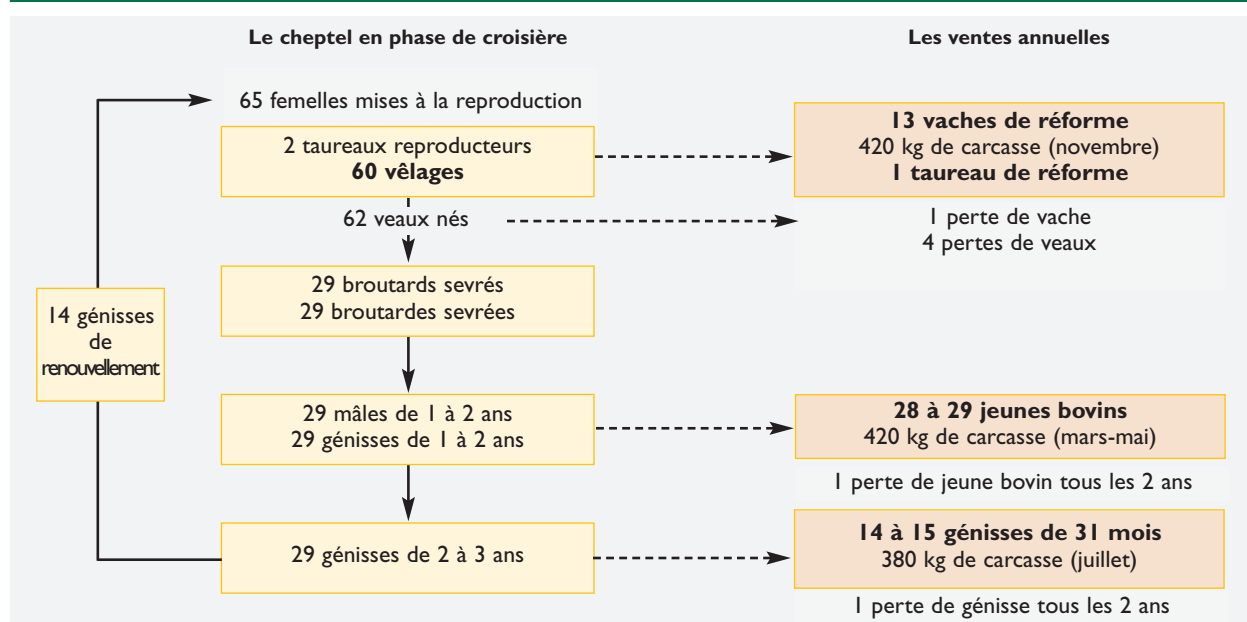 Le cheptel en phase de croisière
Les ventes annuelles
65 femelles mises à la reproduction
2 taureaux reproducteurs
60 vêlages
13 vaches de réforme
420 kg de carcasse (novembre)
1 taureau de réforme
62 veaux nés
1 perte de vache
4 pertes de veaux
29 broutards sevrés
29 broutardes sevrées
14 génisses
de
renouvellement
29 mâles de 1 à 2 ans
29 génisses de 1 à 2 ans
28 à 29 jeunes bovins
420 kg de carcasse (mars-mai)
1 perte de jeune bovin tous les 2 ans
29 génisses de 2 à 3 ans
14 à 15 génisses de 31 mois
380 kg de carcasse (juillet)
1 perte de génisse tous les 2 ans